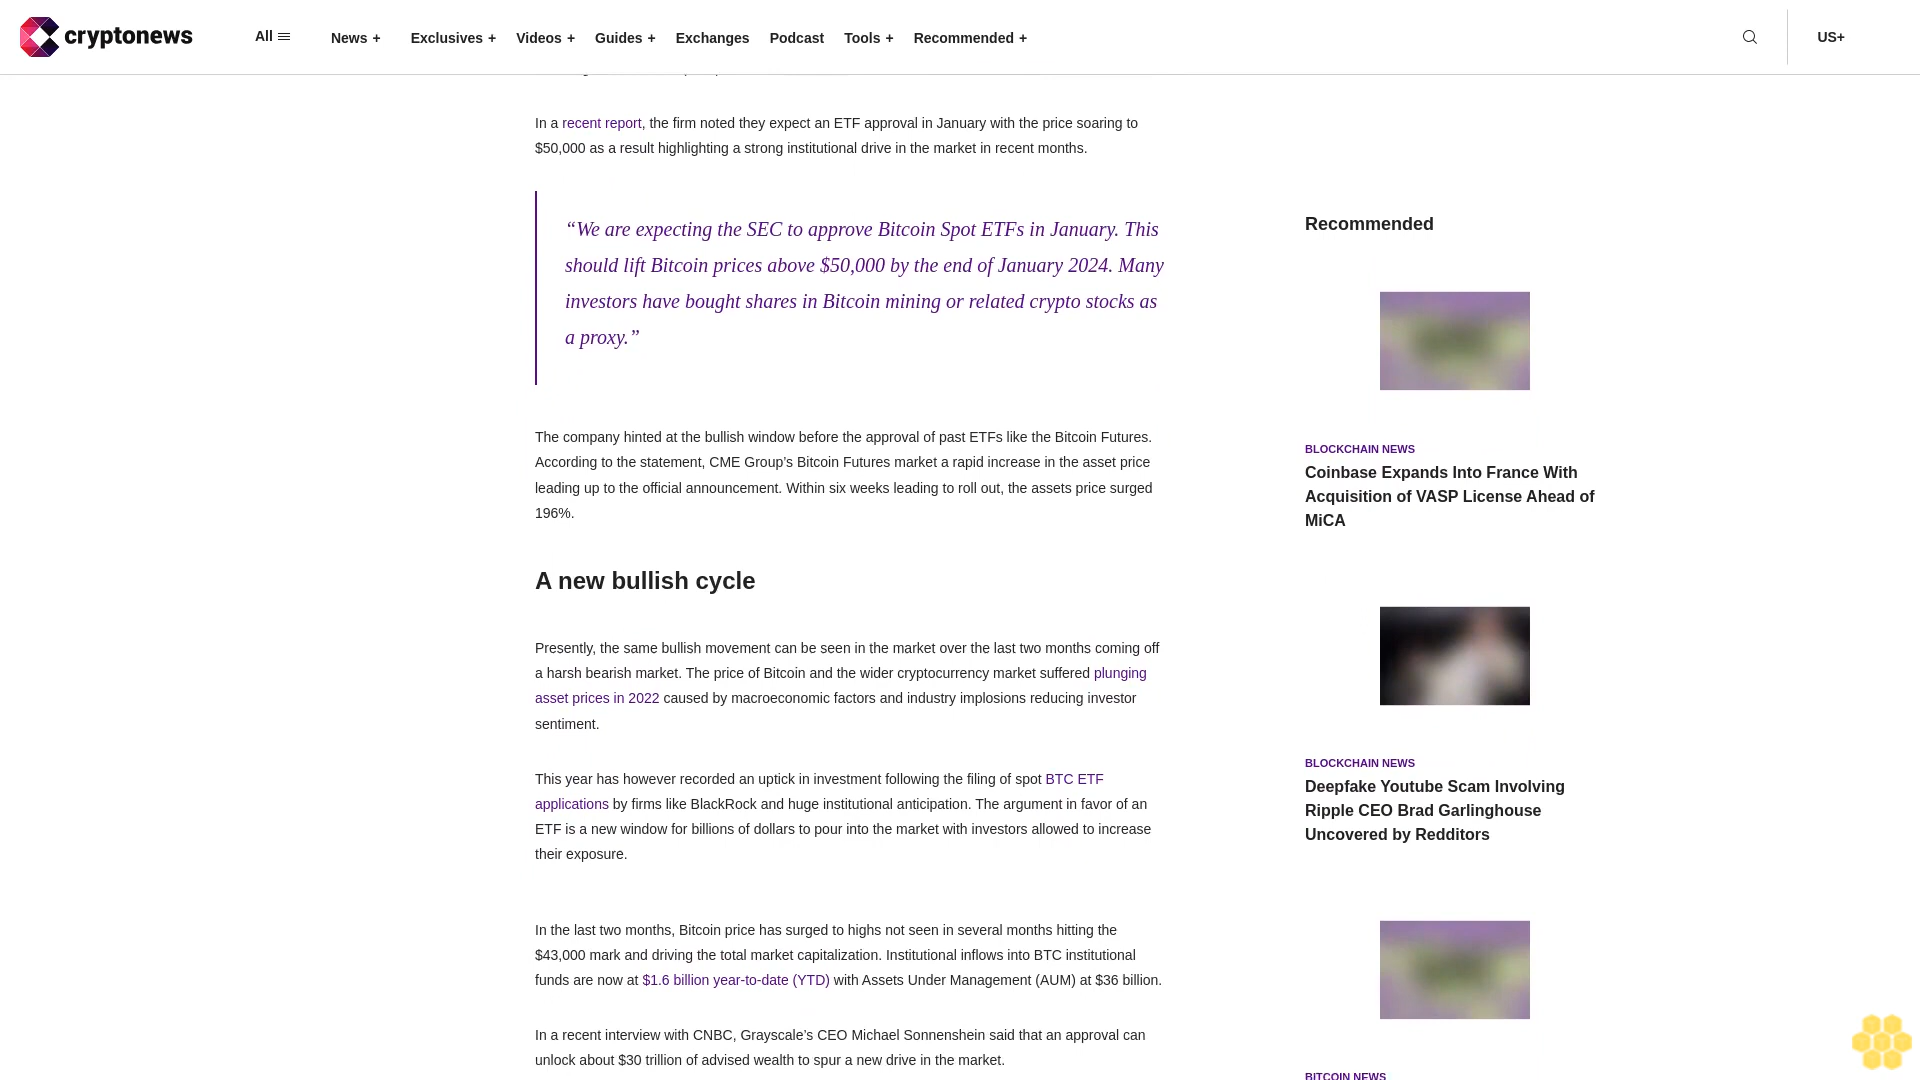 cryptonews
All
News +
Exclusives +
Videos +
Guides +
Exchanges
Podcast
Tools +
Recommended +
US+
In a recent report, the firm noted they expect an ETF approval in January with the price soaring to
$50,000 as a result highlighting a strong institutional drive in the market in recent months.
“We are expecting the SEC to approve Bitcoin Spot ETFs in January. This
should lift Bitcoin prices above $50,000 by the end of January 2024. Many
investors have bought shares in Bitcoin mining or related crypto stocks as
a proxy.”
The company hinted at the bullish window before the approval of past ETFs like the Bitcoin Futures.
According to the statement, CME Group’s Bitcoin Futures market a rapid increase in the asset price
leading up to the official announcement. Within six weeks leading to roll out, the assets price surged
196%.
A new bullish cycle
Presently, the same bullish movement can be seen in the market over the last two months coming off
a harsh bearish market. The price of Bitcoin and the wider cryptocurrency market suffered plunging
asset prices in 2022 caused by macroeconomic factors and industry implosions reducing investor
sentiment.
This year has however recorded an uptick in investment following the filing of spot BTC ETF
applications by firms like BlackRock and huge institutional anticipation. The argument in favor of an
ETF is a new window for billions of dollars to pour into the market with investors allowed to increase
their exposure.
In the last two months, Bitcoin price has surged to highs not seen in several months hitting the
$43,000 mark and driving the total market capitalization. Institutional inflows into BTC institutional
funds are now at $1.6 billion year-to-date (YTD) with Assets Under Management (AUM) at $36 billion.
In a recent interview with CNBC, Grayscale’s CEO Michael Sonnenshein said that an approval can
unlock about $30 trillion of advised wealth to spur a new drive in the market.
Recommended
BLOCKCHAIN NEWS
Coinbase Expands Into France With
Acquisition of VASP License Ahead of
MiCA
BLOCKCHAIN NEWS
Deepfake Youtube Scam Involving
Ripple CEO Brad Garlinghouse
Uncovered by Redditors
BITCOIN NEWS